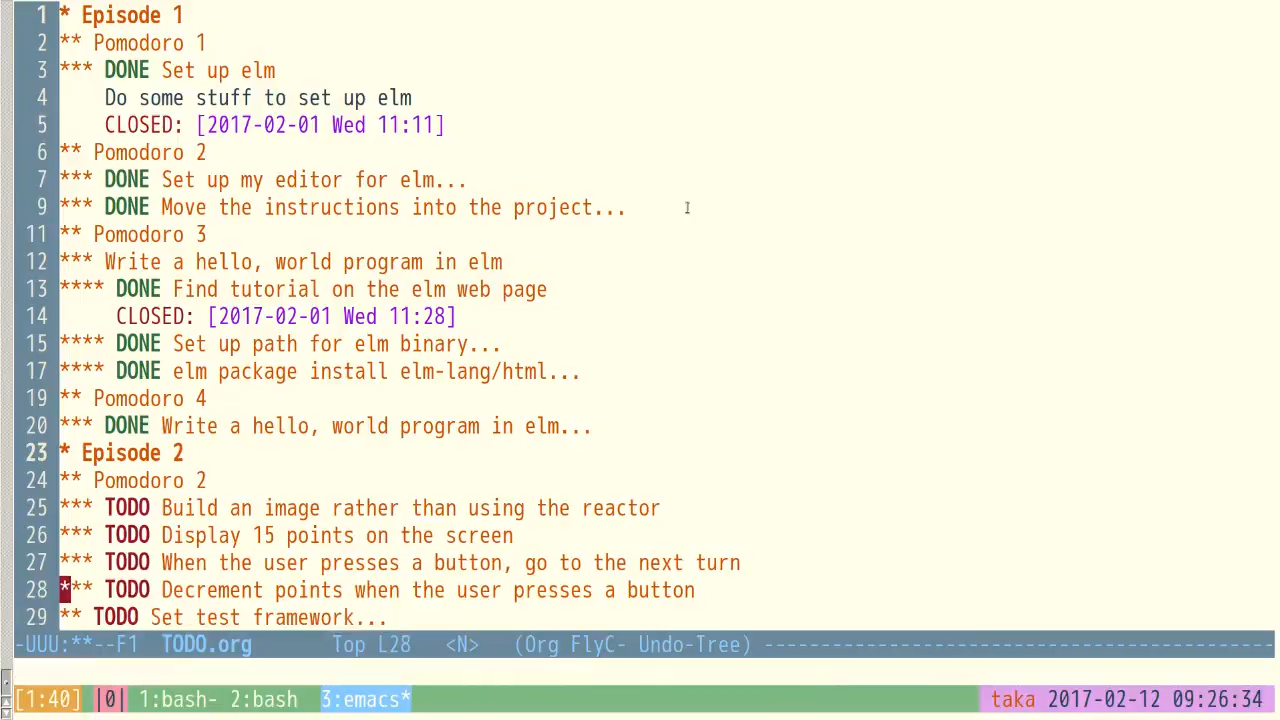 1 * Episode 1
2 ** Pomodoro 1
3 *** DONE Set up elm
4 Do some stuff to set up elm
5 CLOSED: [2017-02-01 Wed 11:11]
6 ** Pomodoro 2
7 *** DONE Set up my editor for elm...
9 *** DONE Move the instructions into the project...
11 ** Pomodoro 3
12 *** Write a hello, world program in elm
13 **** DONE Find tutorial on the elm web page
14 CLOSED: [2017-02-01 Wed 11:28]
15 **** DONE Set up path for elm binary...
17 **** DONE elm package install elm-lang/html...
19 ** Pomodoro 4
20 *** DONE Write a hello, world program in elm...
23 * Episode 2
24 ** Pomodoro 2
25 *** TODO Build an image rather than using the reactor
26 *** TODO Display 15 points on the screen
27 *** TODO When the user presses a button, go to the next turn
28 *** TODO Decrement points when the user presses a button
29 ** TODO Set test framework...
-UUU:**--F1 TODO.org Top L28 <N> (Org FlyC- Undo-Tree) ---------------------------------------------
[1:40] |0| 1:bash- 2:bash 3:emacs* taka 2017-02-12 09:26:34